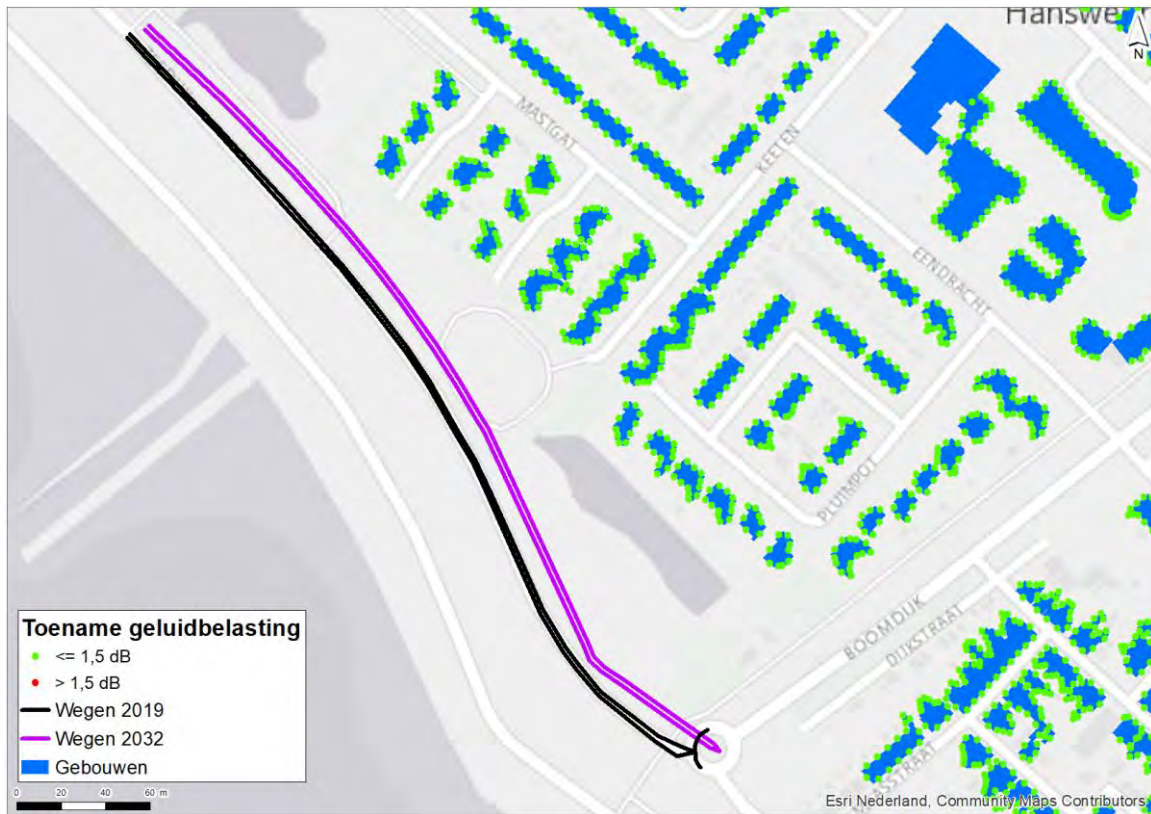 Hanswe
N
MASTGAT
KEETEN
EENDRACHT
PLUIMPOT
BOOMDIJK
DIJKSTRAAT
ASSTRAAT
Toename geluidbelasting
<= 1,5 dB
> 1,5 dB
Wegen 2019
Wegen 2032
Gebouwen
0 20 40 60 m
Esri Nederland, Community Maps Contributors